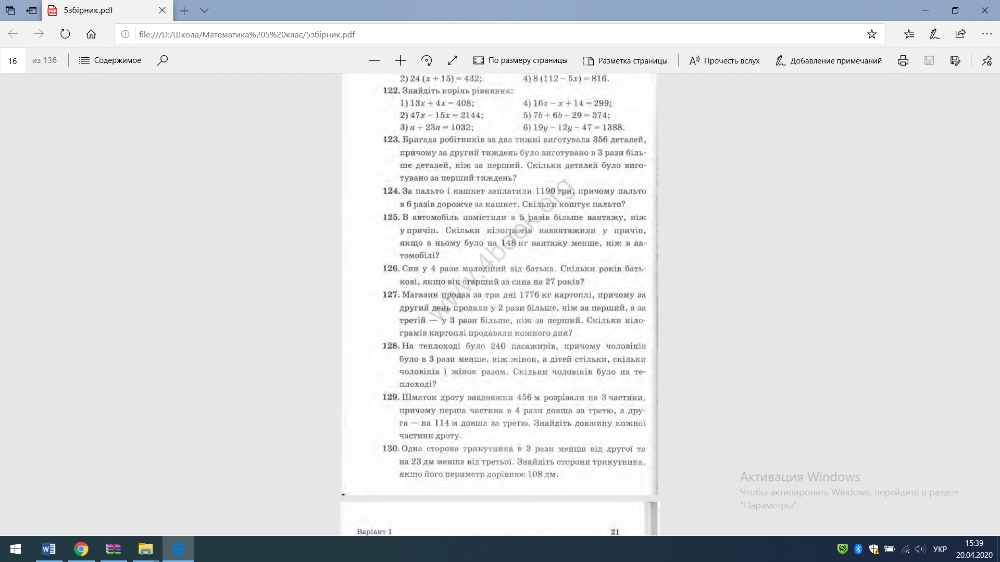 5збірник.pdf
file:///D:/Школа/Математика%205%20клас/5збірник.pdf
16 из 136 Содержимое По размеру страницы Разметка страницы Прочесть вслух Добавление примечаний
2) 24 (x + 15) = 432; 4) 8 (112 – 5x) = 816.
122. Знайдіть корінь рівняння:
1) 13x + 4x = 408; 4) 16x – x + 14 = 299;
2) 47x – 15x = 2144; 5) 7b + 6b – 29 = 374;
3) a + 23a = 1032; 6) 19y – 12y – 47 = 1388.
123. Бригада робітників за два тижні виготувала 356 деталей,
причому за другий тиждень було виготувано в 3 рази біль-
ше деталей, ніж за перший. Скільки деталей було виго-
тувано за перший тиждень?
124. За пальто і кашкет заплатили 1190 грн, причому пальто
в 6 разів дорожче за кашкет. Скільки коштує пальто?
125. В автомобіль помістили в 5 разів більше вантажу, ніж
у причіп. Скільки кілограмів навантажили у причіп,
якщо в ньому було на 148 кг вантажу менше, ніж в ав-
томобілі?
126. Син у 4 рази молодший від батька. Скільки років бать-
кові, якщо він старший за сина на 27 років?
127. Магазин продав за три дні 1776 кг картоплі, причому за
другий день продали у 2 рази більше, ніж за перший, а за
третій — у 3 рази більше, ніж за перший. Скільки кіло-
грамів картоплі продавали кожного дня?
128. На теплоході було 240 пасажирів, причому чоловіків
було в 3 рази менше, ніж жінок, а дітей стільки, скільки
чоловіків і жінок разом. Скільки чоловіків було на те-
плоході?
129. Шматок дроту завдовжки 456 м розрізали на 3 частини,
причому перша частина в 4 рази довша за третю, а дру-
га — на 114 м довша за третю. Знайдіть довжину кожної
частини дроту.
130. Одна сторона трикутника в 3 рази менша від другої та
на 23 дм менша від третьої. Знайдіть сторони трикутника,
якщо його периметр дорівнює 108 дм.
www.4book.org
Активация Windows
Чтобы активировать Windows, перейдите в раздел
"Параметры".
Варіант 1 21
УКР
15:39
20.04.2020